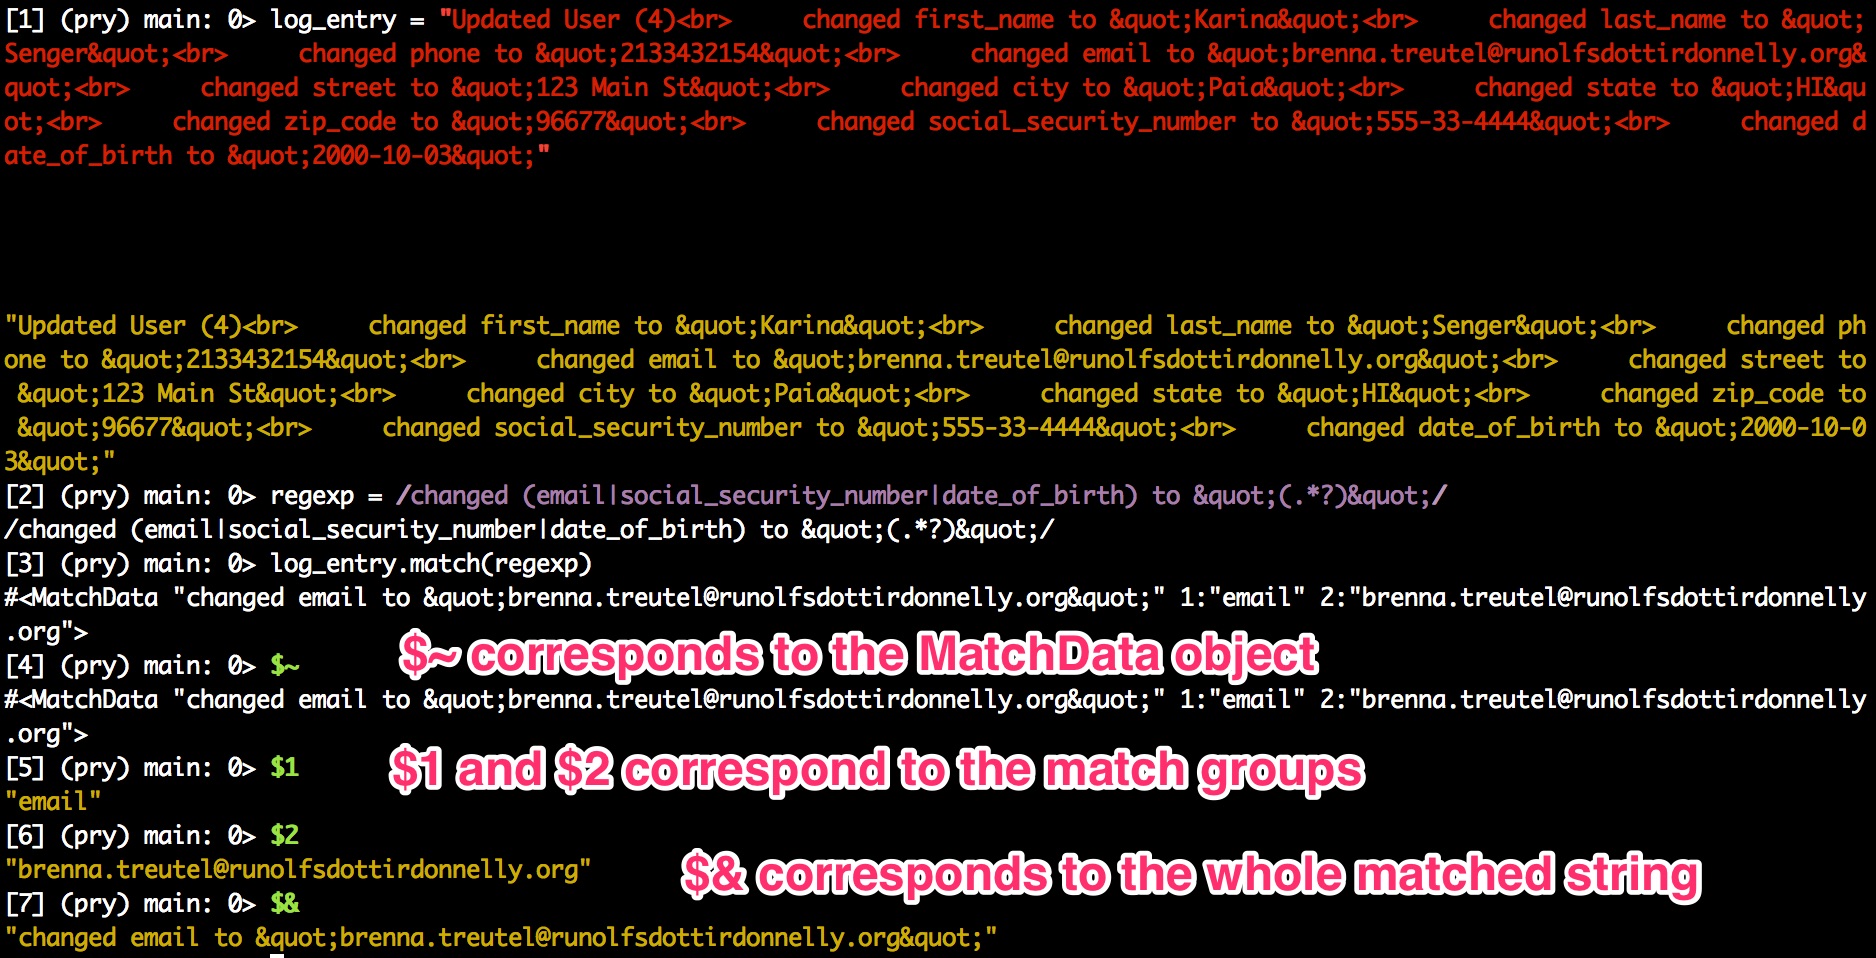 [1] (pry) main: 0> log_entry = "Updated User (4)<br>     changed first_name to &quot;Karina&quot;<br>     changed last_name to &quot;
Senger&quot;<br>     changed phone to &quot;2133432154&quot;<br>     changed email to &quot;brenna.treutel@runolfsdottirdonnelly.org&
quot;<br>     changed street to &quot;123 Main St&quot;<br>     changed city to &quot;Paia&quot;<br>     changed state to &quot;HI&qu
ot;<br>     changed zip_code to &quot;96677&quot;<br>     changed social_security_number to &quot;555-33-4444&quot;<br>     changed d
ate_of_birth to &quot;2000-10-03&quot;"
"Updated User (4)<br>     changed first_name to &quot;Karina&quot;<br>     changed last_name to &quot;Senger&quot;<br>     changed ph
one to &quot;2133432154&quot;<br>     changed email to &quot;brenna.treutel@runolfsdottirdonnelly.org&quot;<br>     changed street to
 &quot;123 Main St&quot;<br>     changed city to &quot;Paia&quot;<br>     changed state to &quot;HI&quot;<br>     changed zip_code to
 &quot;96677&quot;<br>     changed social_security_number to &quot;555-33-4444&quot;<br>     changed date_of_birth to &quot;2000-10-0
3&quot;"
[2] (pry) main: 0> regexp = /changed (email|social_security_number|date_of_birth) to &quot;(.*?)&quot;/
/changed (email|social_security_number|date_of_birth) to &quot;(.*?)&quot;/
[3] (pry) main: 0> log_entry.match(regexp)
#<MatchData "changed email to &quot;brenna.treutel@runolfsdottirdonnelly.org&quot;" 1:"email" 2:"brenna.treutel@runolfsdottirdonnelly
.org">
$~ corresponds to the MatchData object
[4] (pry) main: 0> $~
#<MatchData "changed email to &quot;brenna.treutel@runolfsdottirdonnelly.org&quot;" 1:"email" 2:"brenna.treutel@runolfsdottirdonnelly
.org">
[5] (pry) main: 0> $1
$1 and $2 correspond to the match groups
"email"
[6] (pry) main: 0> $2
"brenna.treutel@runolfsdottirdonnelly.org"
$& corresponds to the whole matched string
[7] (pry) main: 0> $&
"changed email to &quot;brenna.treutel@runolfsdottirdonnelly.org&quot;"